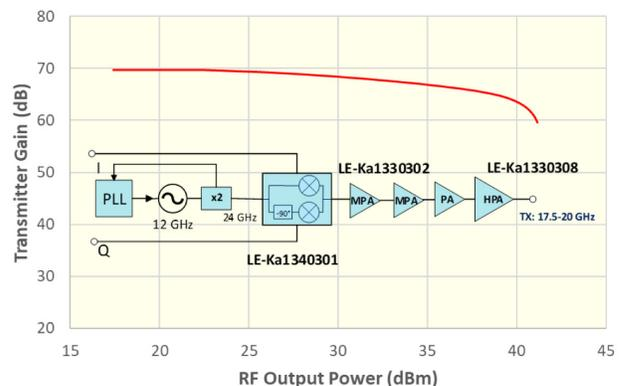 80
70
60
50
40
30
20
Transmitter Gain (dB)
I
PLL
12 GHz
x2
24 GHz
-90°
Q
LE-Ka1340301
LE-Ka1330302
LE-Ka1330308
MPA
MPA
PA
HPA
TX: 17.5-20 GHz
15 20 25 30 35 40 45
RF Output Power (dBm)